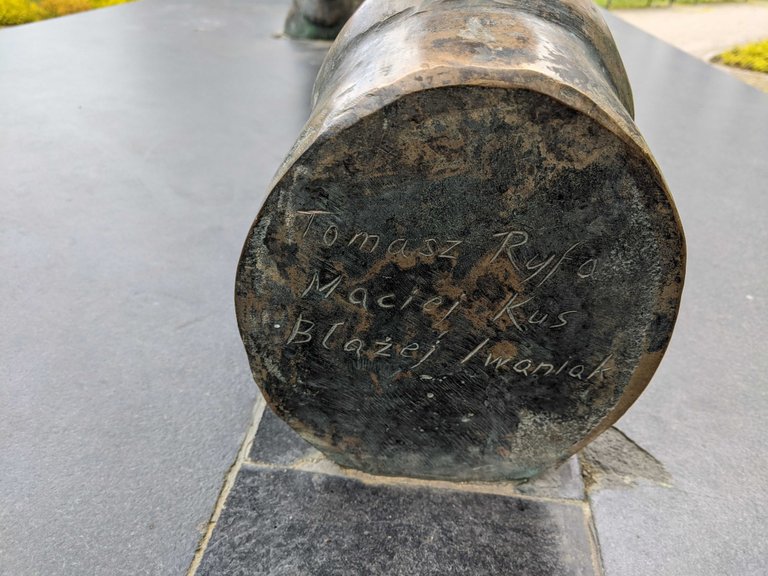 Tomasz Ryfa
Maciej Kus
Błażej Iwaniak